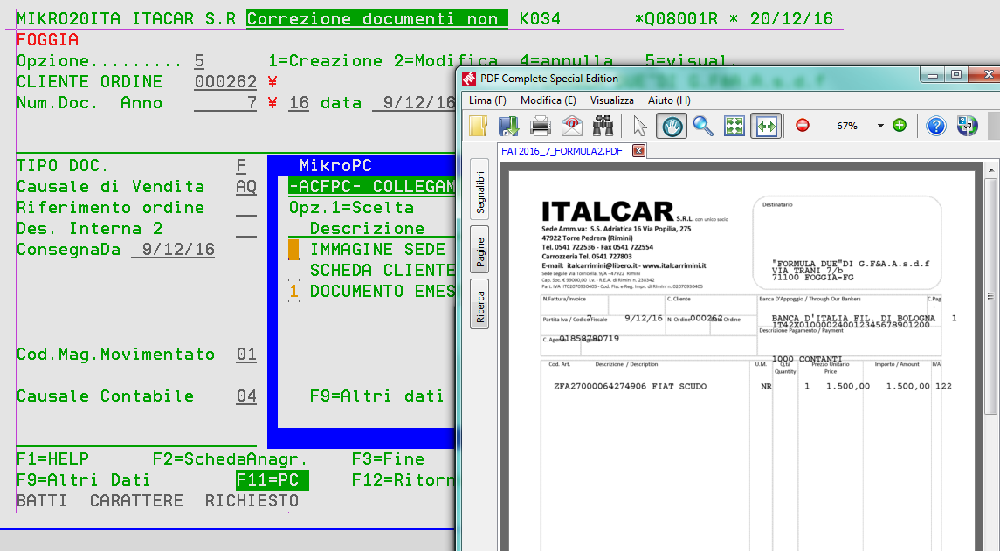 MIKRO20ITA ITACAR S.R Correzione documenti non K034 *Q08001R * 20/12/16
FOGGIA
Opzione......... 5 1=Creazione 2=Modifica 4=annulla 5=visual.
CLIENTE ORDINE 000262 ¥
Num.Doc. Anno 7 ¥ 16 data 9/12/16
TIPO DOC. F
Causale di Vendita AQ
Riferimento ordine
Des. Interna 2
ConsegnaDa 9/12/16
Cod.Mag.Movimentato 01
Causale Contabile 04
MikroPC
-ACFPC- COLLEGAM
Opz.1=Scelta
Descrizione
IMMAGINE SEDE
SCHEDA CLIENTE
1 DOCUMENTO EMES
F9=Altri dati
F1=HELP F2=SchedaAnagr. F3=Fine
F9=Altri Dati F11=PC F12=Ritorn
BATTI CARATTERE RICHIESTO
PDF Complete Special Edition
Lima (F) Modifica (E) Visualizza Aiuto (H)
67%
FAT2016_7_FORMULA2.PDF
Segnalibri
Pagine
Ricerca
ITALCAR S.R.L. con unico socio
Sede Amm.va: S.S. Adriatica 16 Via Popilia, 275
47922 Torre Pedrera (Rimini)
Tel. 0541 722536 - Fax 0541 722554
Carrozzeria Tel. 0541 727803
E-mail: italcarrimini@libero.it - www.italcarrimini.it
Sede Legale Via Torricella, 9/A - 47922 Rimini
Cap. Soc. € 99000,00 i.v. - R.E.A. di Rimini n. 238342
Part. IVA IT02070930405 - Cod. Fisc e Reg. Impr. di Rimini n. 02070930405
Destinatario
"FORMULA DUE"DI G.F&A.A.s.d.f
VIA TRANI 7/b
71100 FOGGIA-FG
N.Fattura/Invoice C. Cliente Banca D'Appoggio / Through Our Bankers C.Pag.
7 9/12/16 000262 BANCA D'ITALIA FIL. DI BOLOGNA 1
Partita Iva / Codice Fiscale N. Ordine Ordine IT42X010000240012345678901200
Descrizione Pagamento / Payment
C. Agente 01858780719
1000 CONTANTI
Cod. Art. Descrizione / Description U.M. Q.tà Quantity Prezzo Unitario Price Importo / Amount IVA
ZFA27000064274906 FIAT SCUDO NR 1 1.500,00 1.500,00 122